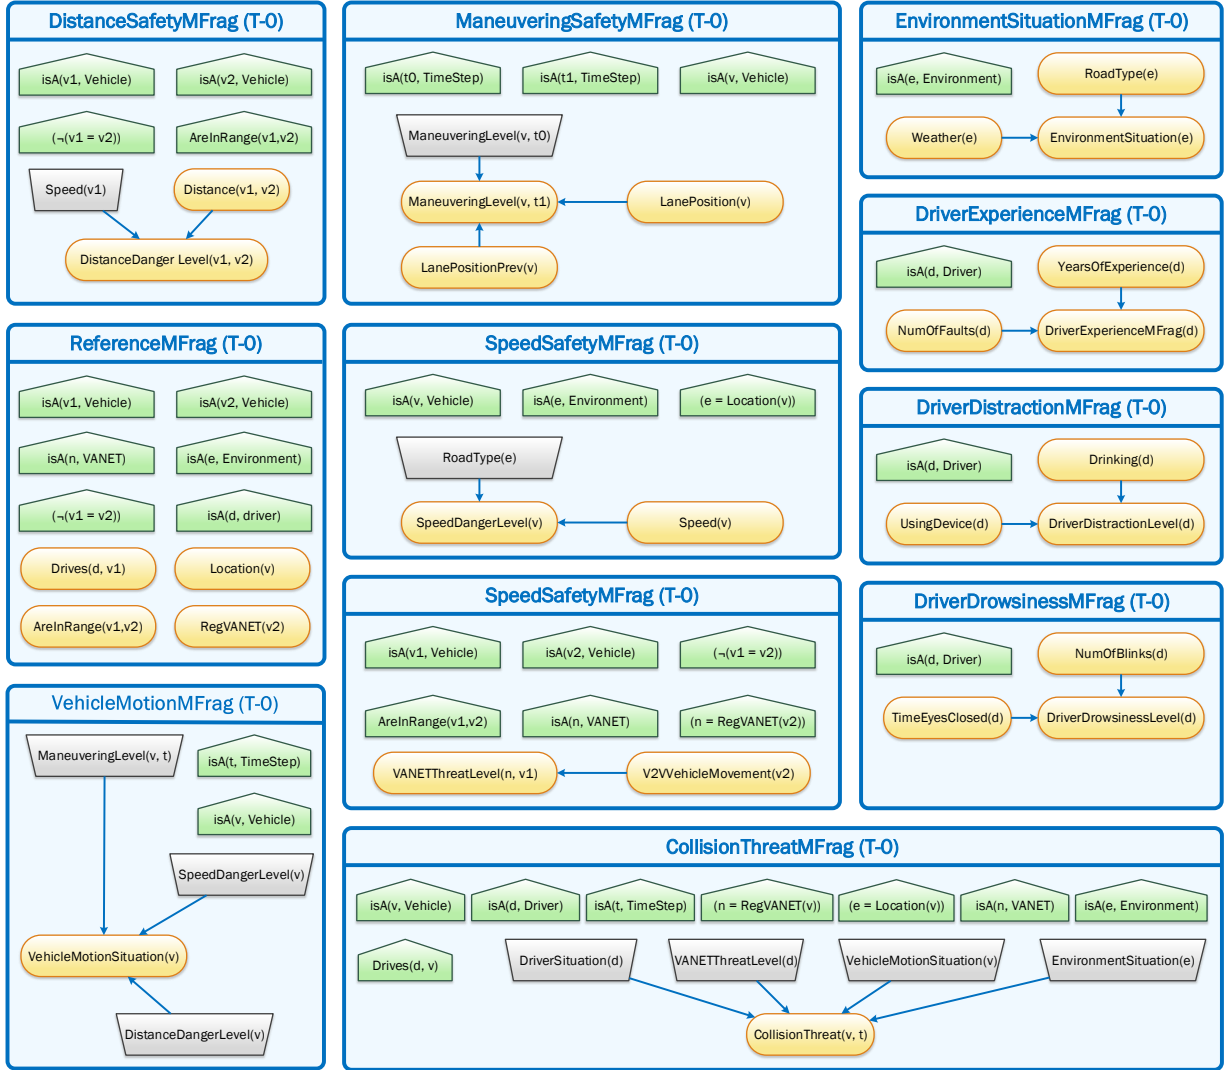 DistanceSafetyMFrag (T-0)
isA(v1, Vehicle)
isA(v2, Vehicle)
(¬(v1 = v2))
AreInRange(v1,v2)
Speed(v1)
Distance(v1, v2)
DistanceDanger Level(v1, v2)
ManeuveringSafetyMFrag (T-0)
isA(t0, TimeStep)
isA(t1, TimeStep)
isA(v, Vehicle)
ManeuveringLevel(v, t0)
ManeuveringLevel(v, t1)
LanePosition(v)
LanePositionPrev(v)
EnvironmentSituationMFrag (T-0)
isA(e, Environment)
RoadType(e)
Weather(e)
EnvironmentSituation(e)
DriverExperienceMFrag (T-0)
isA(d, Driver)
YearsOfExperience(d)
NumOfFaults(d)
DriverExperienceMFrag(d)
ReferenceMFrag (T-0)
isA(v1, Vehicle)
isA(v2, Vehicle)
isA(n, VANET)
isA(e, Environment)
(¬(v1 = v2))
isA(d, driver)
Drives(d, v1)
Location(v)
AreInRange(v1,v2)
RegVANET(v2)
SpeedSafetyMFrag (T-0)
isA(v, Vehicle)
isA(e, Environment)
(e = Location(v))
RoadType(e)
SpeedDangerLevel(v)
Speed(v)
DriverDistractionMFrag (T-0)
isA(d, Driver)
Drinking(d)
UsingDevice(d)
DriverDistractionLevel(d)
SpeedSafetyMFrag (T-0)
isA(v1, Vehicle)
isA(v2, Vehicle)
(¬(v1 = v2))
AreInRange(v1,v2)
isA(n, VANET)
(n = RegVANET(v2))
VANETThreatLevel(n, v1)
V2VVehicleMovement(v2)
DriverDrowsinessMFrag (T-0)
isA(d, Driver)
NumOfBlinks(d)
TimeEyesClosed(d)
DriverDrowsinessLevel(d)
VehicleMotionMFrag (T-0)
ManeuveringLevel(v, t)
isA(t, TimeStep)
isA(v, Vehicle)
SpeedDangerLevel(v)
VehicleMotionSituation(v)
DistanceDangerLevel(v)
CollisionThreatMFrag (T-0)
isA(v, Vehicle)
isA(d, Driver)
isA(t, TimeStep)
(n = RegVANET(v))
(e = Location(v))
isA(n, VANET)
isA(e, Environment)
Drives(d, v)
DriverSituation(d)
VANETThreatLevel(d)
VehicleMotionSituation(v)
EnvironmentSituation(e)
CollisionThreat(v, t)